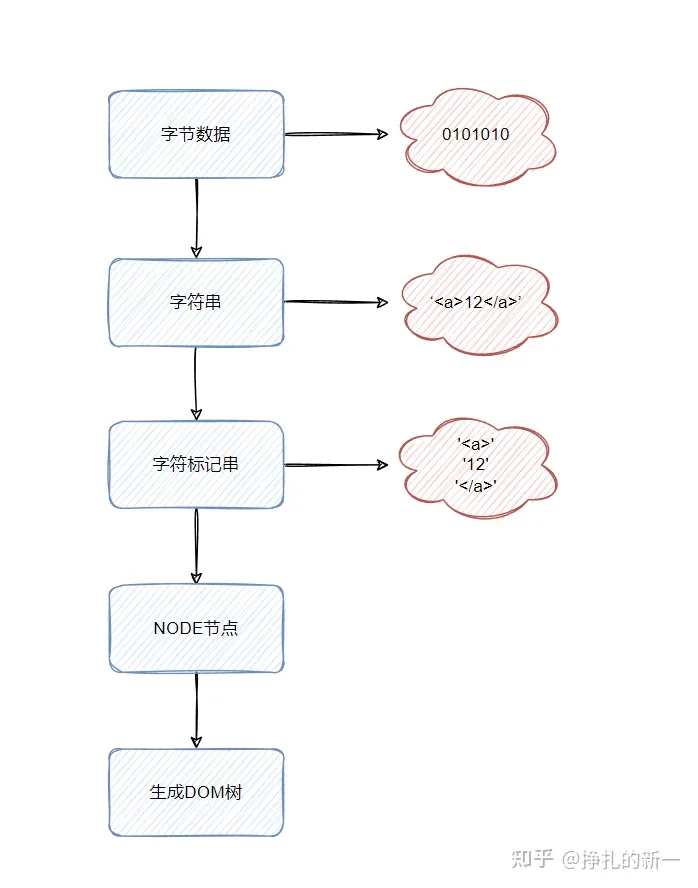 字节数据
0101010
字符串
‘<a>12</a>’
字符标记串
'<a>'
'12'
'</a>'
NODE节点
生成DOM树
知乎 @挣扎的新一